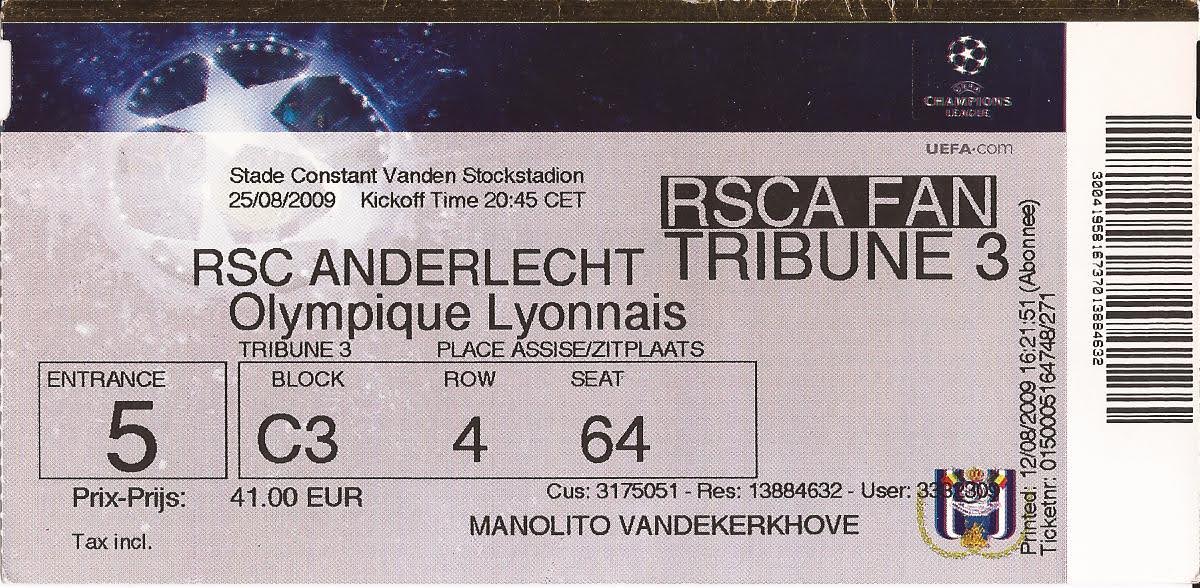 UEFA
CHAMPIONS
LEAGUE
UEFA.com
Stade Constant Vanden Stockstadion
25/08/2009 Kickoff Time 20:45 CET
RSCA FAN
TRIBUNE 3
RSC ANDERLECHT
Olympique Lyonnais
TRIBUNE 3 PLACE ASSISE/ZITPLAATS
ENTRANCE BLOCK ROW SEAT
5 C3 4 64
Prix-Prijs: 41.00 EUR
Cus: 3175051 - Res: 13884632 - User:
MANOLITO VANDEKERKHOVE
Tax incl.
Printed: 12/08/2009 16:21:51 (Abonnee)
Ticketnr: 0150005164748/271
3004195816737013884632